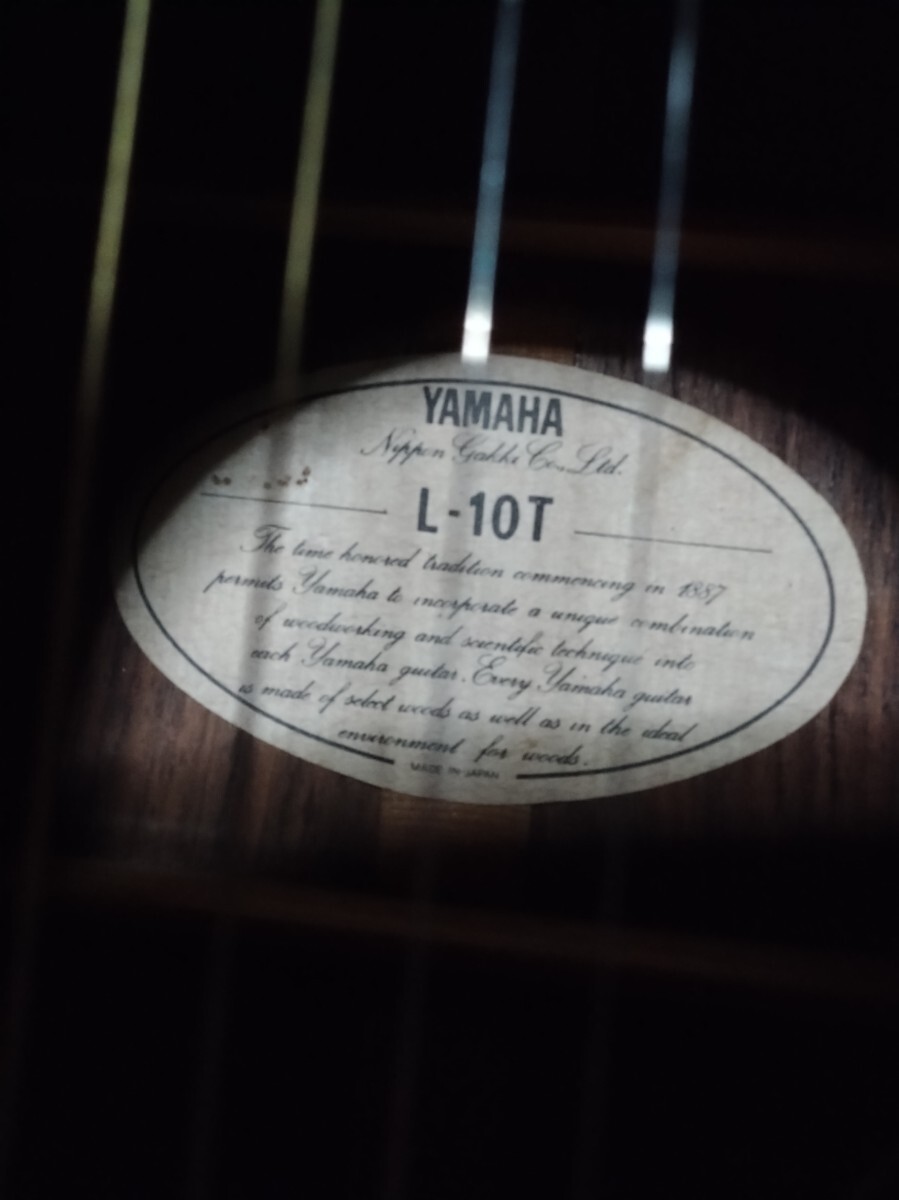 YAMAHA
Nippon Gakki Co., Ltd.
L-10T
The time honored tradition commencing in 1887
permits Yamaha to incorporate a unique combination
of woodworking and scientific technique into
each Yamaha guitar. Every Yamaha guitar
is made of select woods as well as in the ideal
environment for woods.
MADE IN JAPAN